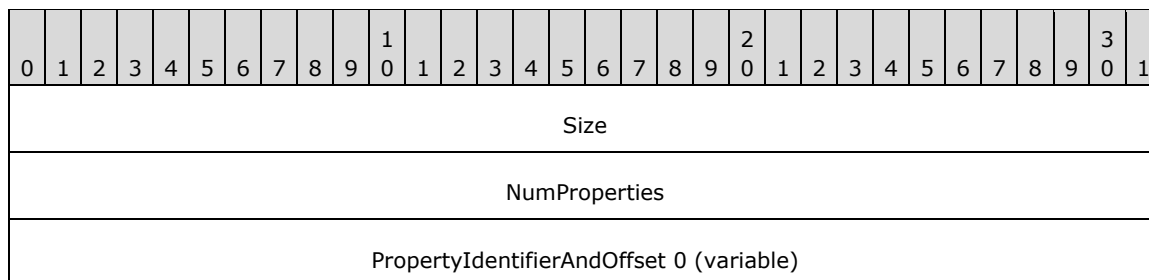 1 2 3
0 1 2 3 4 5 6 7 8 9 0 1 2 3 4 5 6 7 8 9 0 1 2 3 4 5 6 7 8 9 0 1
Size
NumProperties
PropertyIdentifierAndOffset 0 (variable)